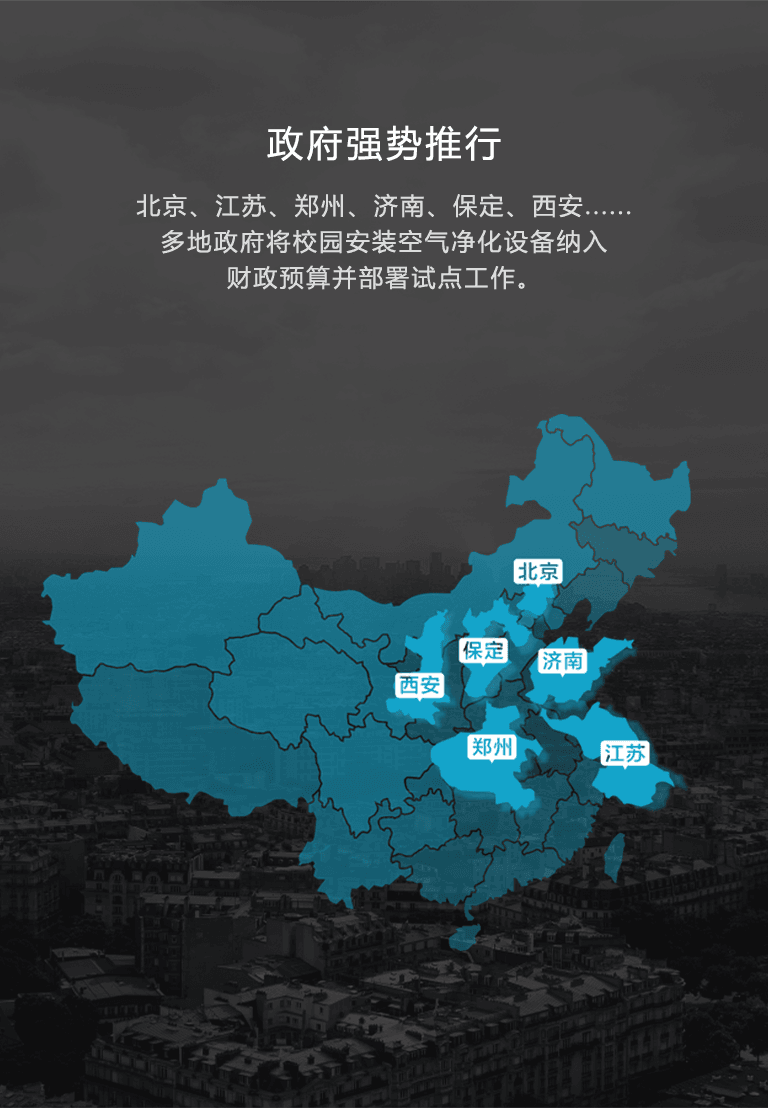 政府强势推行
北京、江苏、郑州、济南、保定、西安……
多地政府将校园安装空气净化设备纳入
财政预算并部署试点工作。
北京
保定
济南
西安
郑州
江苏